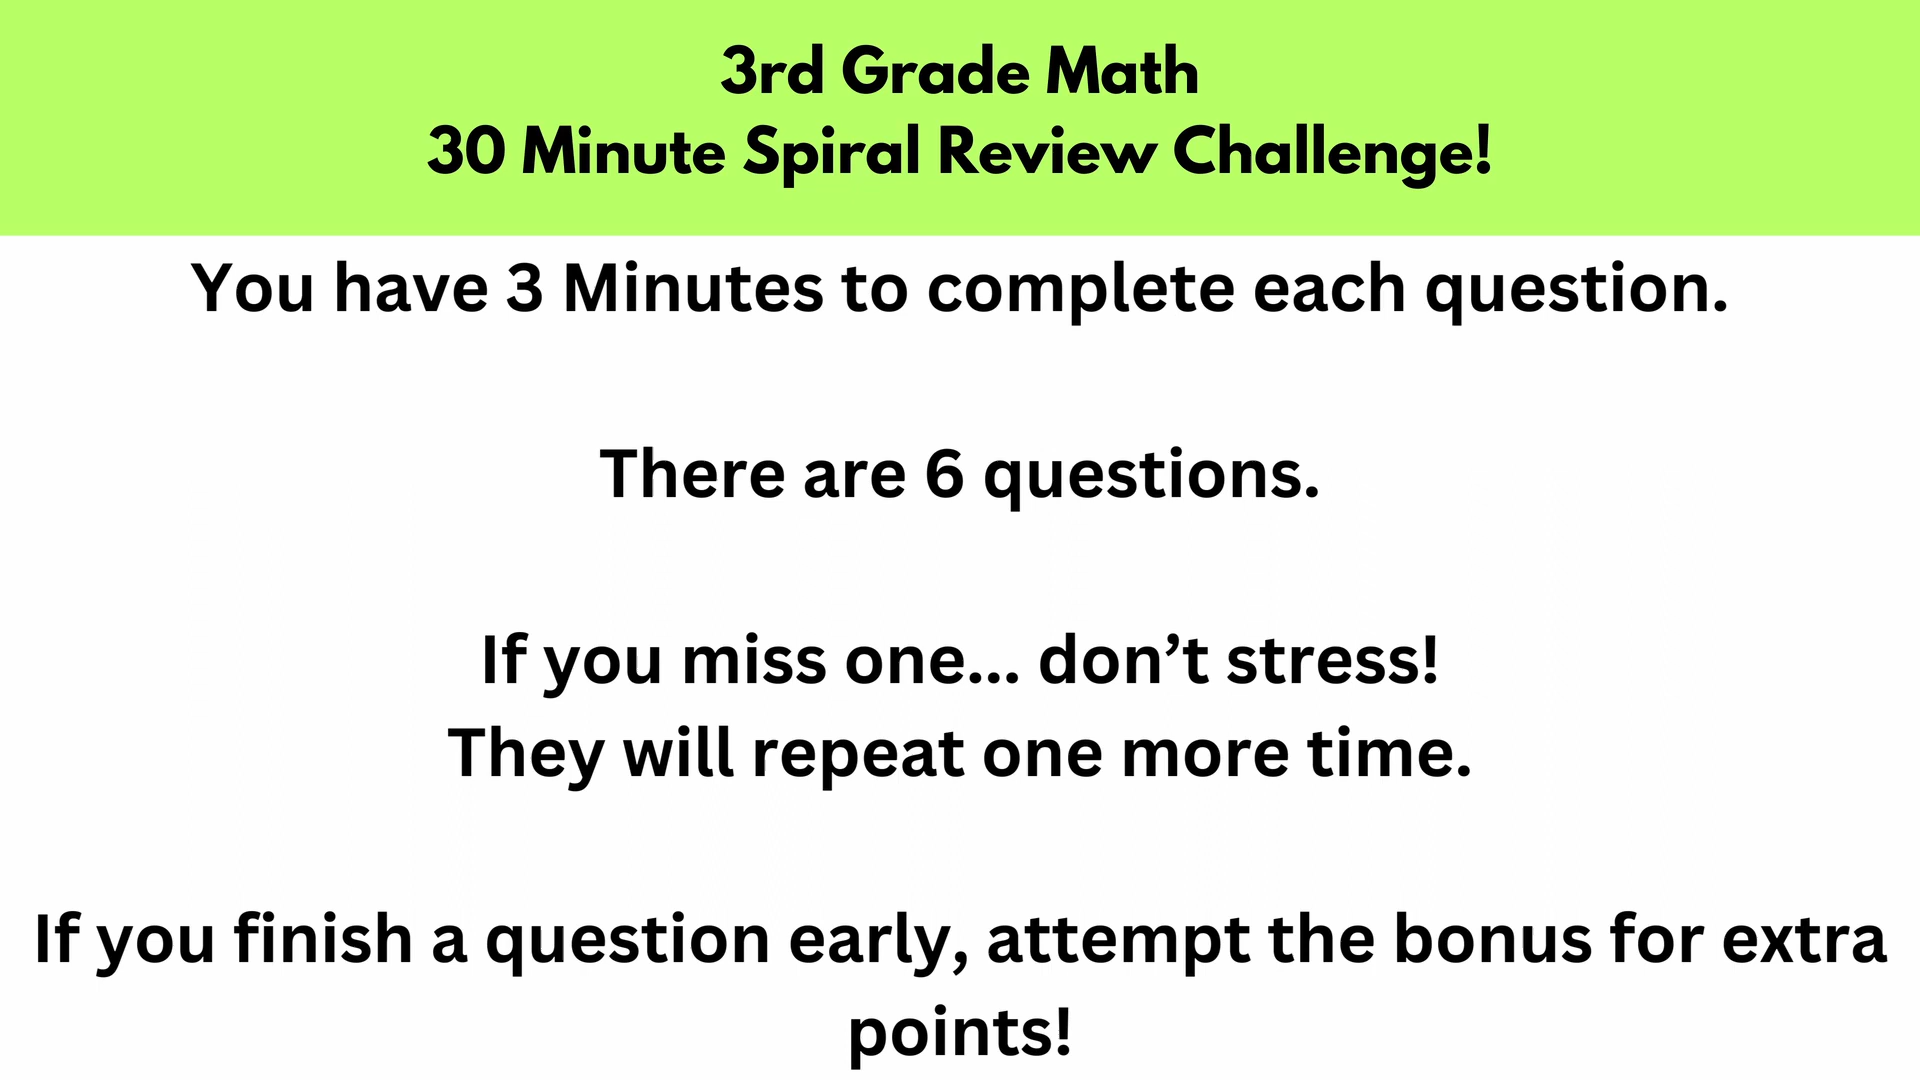 3rd Grade Math
30 Minute Spiral Review Challenge!
You have 3 Minutes to complete each question.
There are 6 questions.
If you miss one... don’t stress!
They will repeat one more time.
If you finish a question early, attempt the bonus for extra
points!